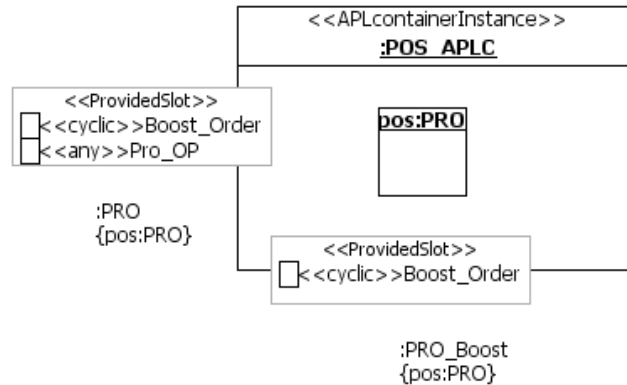 <<APLcontainerInstance>>
:POS_APLC
<<ProvidedSlot>>
<<cyclic>>Boost_Order
<<any>>Pro_OP
pos:PRO
:PRO
{pos:PRO}
<<ProvidedSlot>>
<<cyclic>>Boost_Order
:PRO_Boost
{pos:PRO}